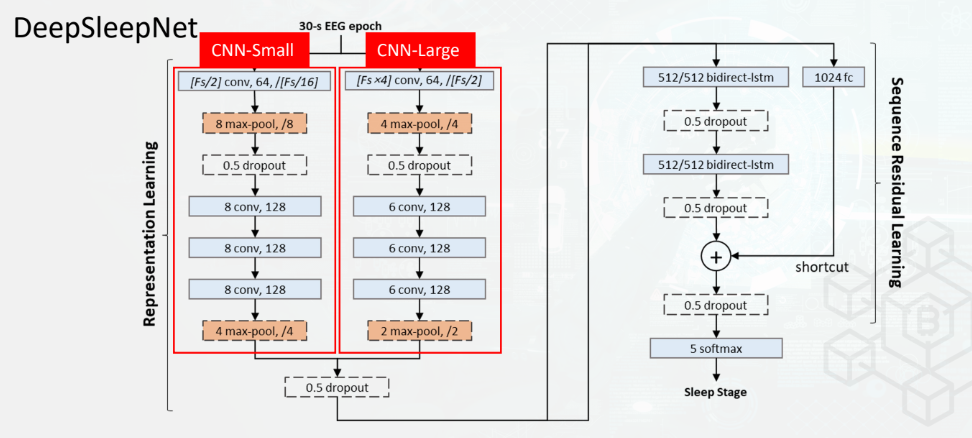 DeepSleepNet
30-s EEG epoch
CNN-Small
CNN-Large
Representation Learning
[Fs/2] conv, 64, /[Fs/16]
8 max-pool, /8
0.5 dropout
8 conv, 128
8 conv, 128
8 conv, 128
4 max-pool, /4
[Fs×4] conv, 64, /[Fs/2]
4 max-pool, /4
0.5 dropout
6 conv, 128
6 conv, 128
6 conv, 128
2 max-pool, /2
0.5 dropout
512/512 bidirect-lstm
1024 fc
0.5 dropout
512/512 bidirect-lstm
0.5 dropout
+
shortcut
0.5 dropout
5 softmax
Sleep Stage
Sequence Residual Learning